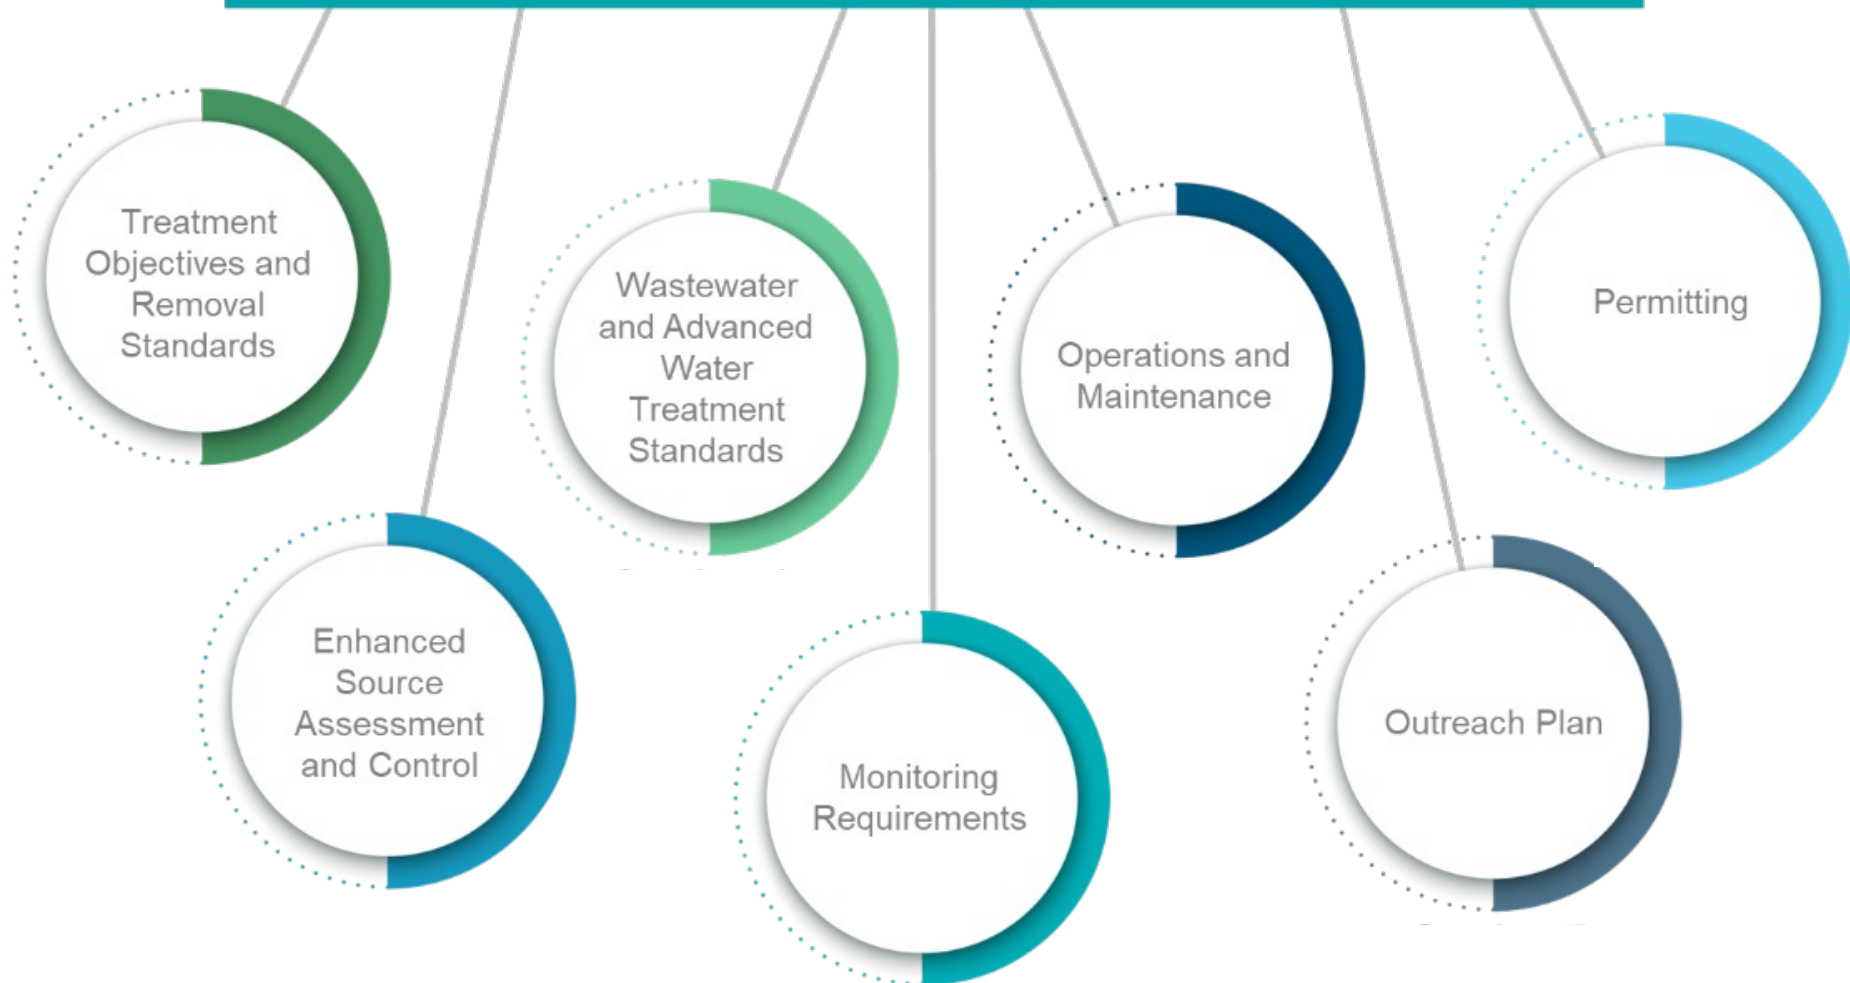 Treatment
Objectives and
Removal
Standards
Enhanced
Source
Assessment
and Control
Wastewater
and Advanced
Water
Treatment
Standards
Monitoring
Requirements
Operations and
Maintenance
Outreach Plan
Permitting